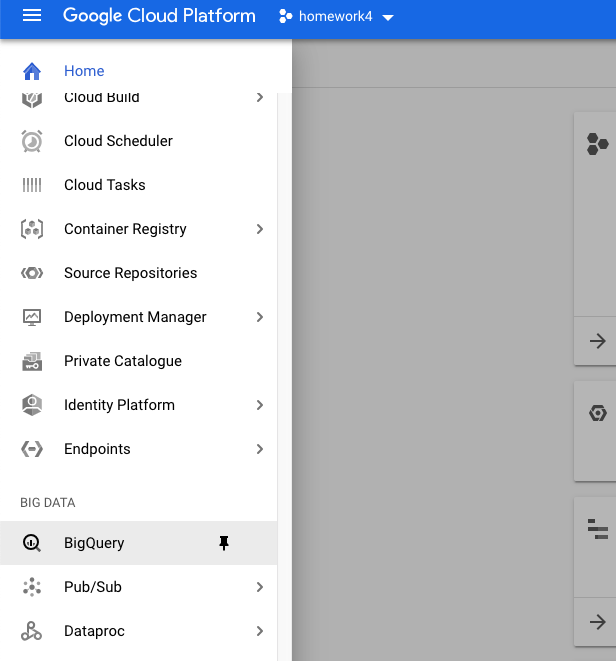 Google Cloud Platform homework4
Home
Cloud Build
Cloud Scheduler
Cloud Tasks
Container Registry
Source Repositories
Deployment Manager
Private Catalogue
Identity Platform
Endpoints
BIG DATA
BigQuery
Pub/Sub
Dataproc